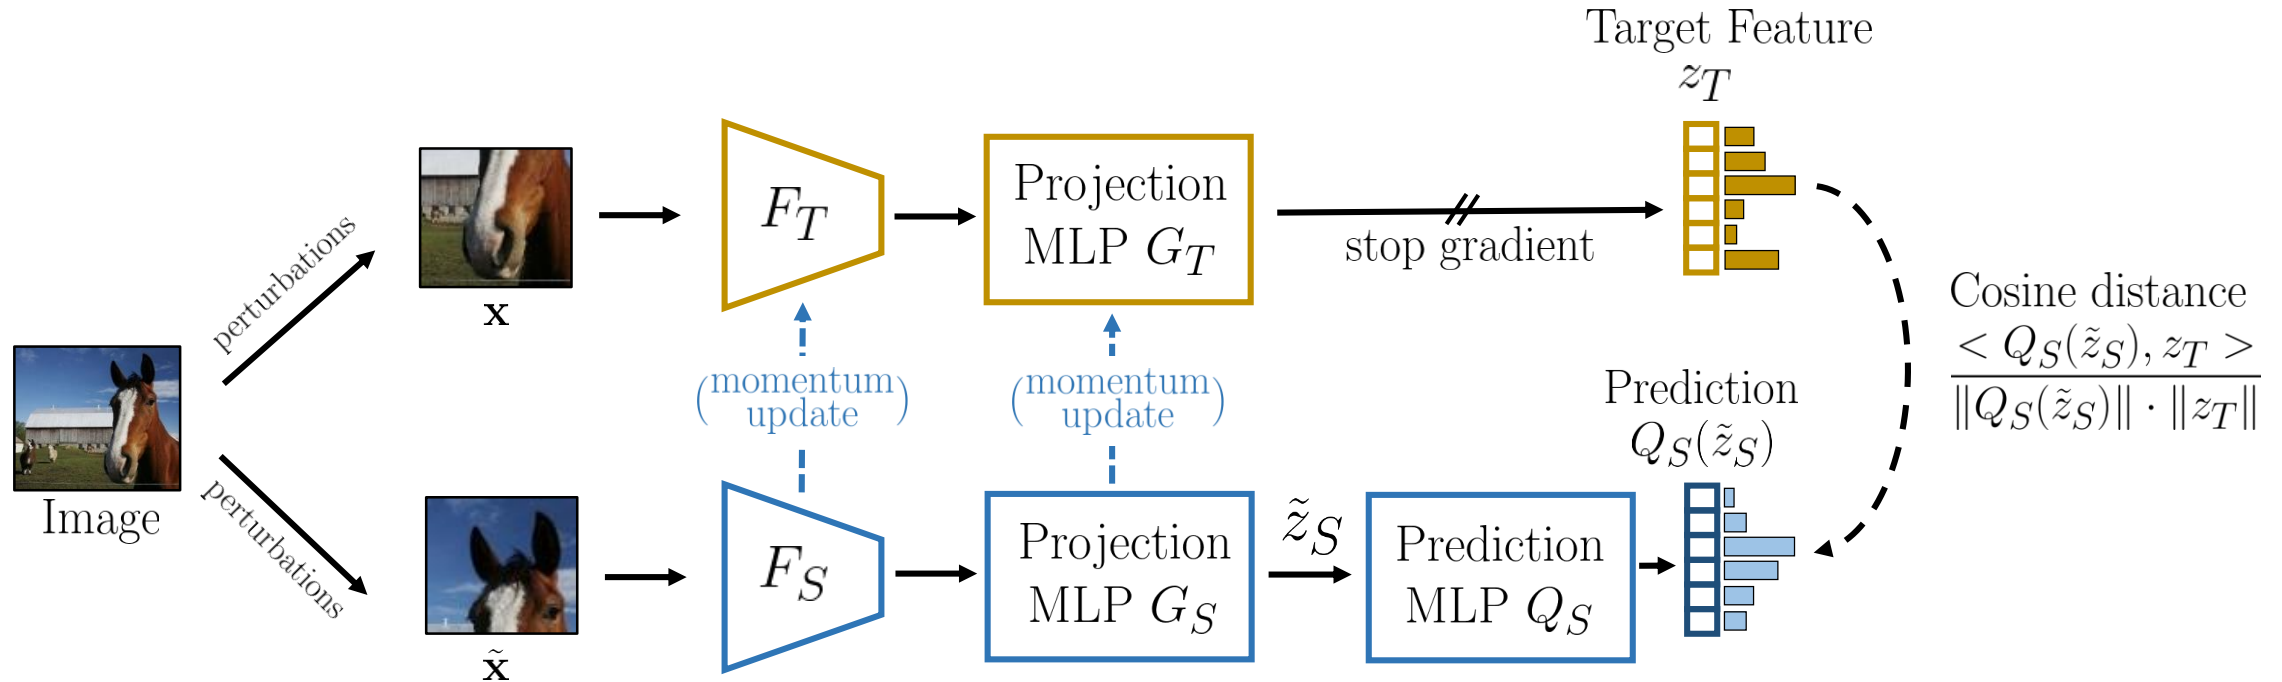 Target Feature
z_T
Projection
MLP G_T
F_T
stop gradient
perturbations
x
Cosine distance
< Q_S(z̃_S), z_T >
‖Q_S(z̃_S)‖ · ‖z_T‖
(momentum update)
(momentum update)
Prediction
Q_S(z̃_S)
Image
perturbations
x̃
F_S
Projection
MLP G_S
z̃_S
Prediction
MLP Q_S